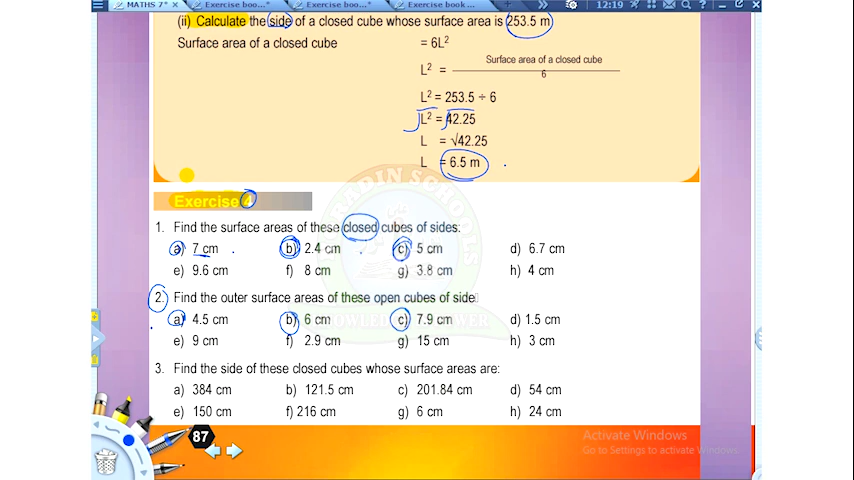 MATHS 7*
Exercise boo...*
Exercise boo...*
Exercise book ...
12:19
(ii) Calculate the side of a closed cube whose surface area is 253.5 m
Surface area of a closed cube = 6L²
L² = Surface area of a closed cube
6
L² = 253.5 ÷ 6
L² = 42.25
L = √42.25
L = 6.5 m
Exercise 4
1. Find the surface areas of these closed cubes of sides:
a) 7 cm b) 2.4 cm c) 5 cm d) 6.7 cm
e) 9.6 cm f) 8 cm g) 3.8 cm h) 4 cm
2. Find the outer surface areas of these open cubes of side
a) 4.5 cm b) 6 cm c) 7.9 cm d) 1.5 cm
e) 9 cm f) 2.9 cm g) 15 cm h) 3 cm
3. Find the side of these closed cubes whose surface areas are:
a) 384 cm b) 121.5 cm c) 201.84 cm d) 54 cm
e) 150 cm f) 216 cm g) 6 cm h) 24 cm
87
Activate Windows
Go to Settings to activate Windows.